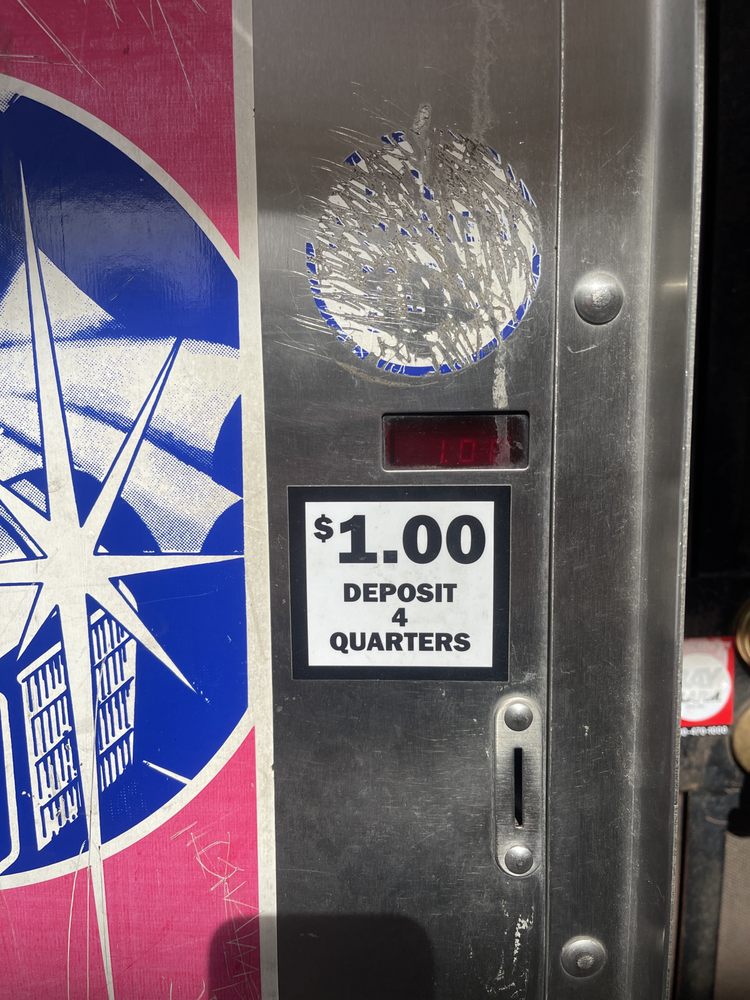 $1.00
DEPOSIT
4
QUARTERS